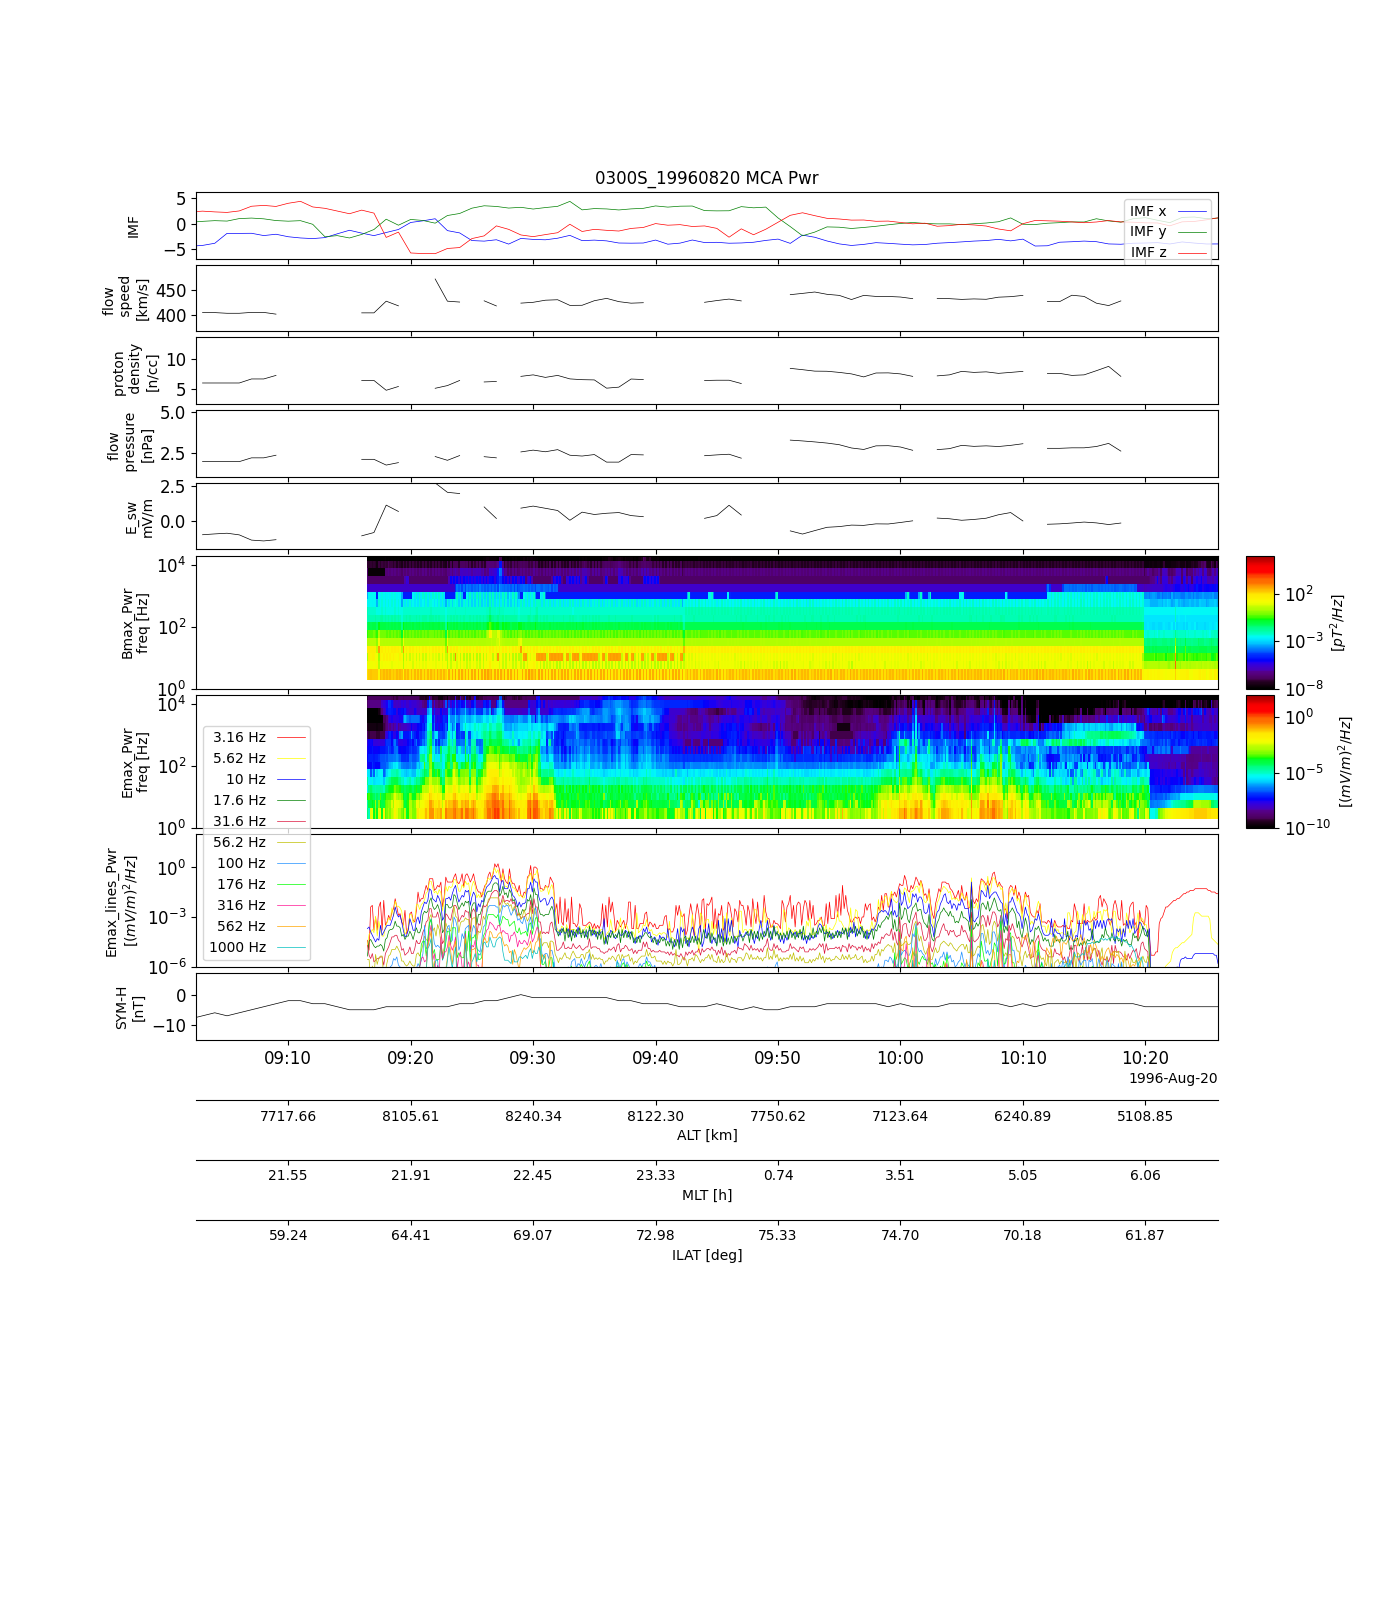 0300S_19960820 MCA Pwr
IMF
5
0
−5
IMF x
IMF y
IMF z
flow
speed
[km/s]
450
400
proton
density
[n/cc]
10
5
flow
pressure
[nPa]
5.0
2.5
E_sw
mV/m
2.5
0.0
Bmax_Pwr
freq [Hz]
10^4
10^2
10^0
10^2
10^−3
10^−8
[pT^2/Hz]
Emax_Pwr
freq [Hz]
10^4
10^2
10^0
10^0
10^−5
10^−10
[(mV/m)^2/Hz]
3.16 Hz
5.62 Hz
10 Hz
17.6 Hz
31.6 Hz
56.2 Hz
100 Hz
176 Hz
316 Hz
562 Hz
1000 Hz
Emax_lines_Pwr
[(mV/m)^2/Hz]
10^0
10^−3
10^−6
SYM-H
[nT]
0
−10
09:10 09:20 09:30 09:40 09:50 10:00 10:10 10:20
1996-Aug-20
7717.66 8105.61 8240.34 8122.30 7750.62 7123.64 6240.89 5108.85
ALT [km]
21.55 21.91 22.45 23.33 0.74 3.51 5.05 6.06
MLT [h]
59.24 64.41 69.07 72.98 75.33 74.70 70.18 61.87
ILAT [deg]